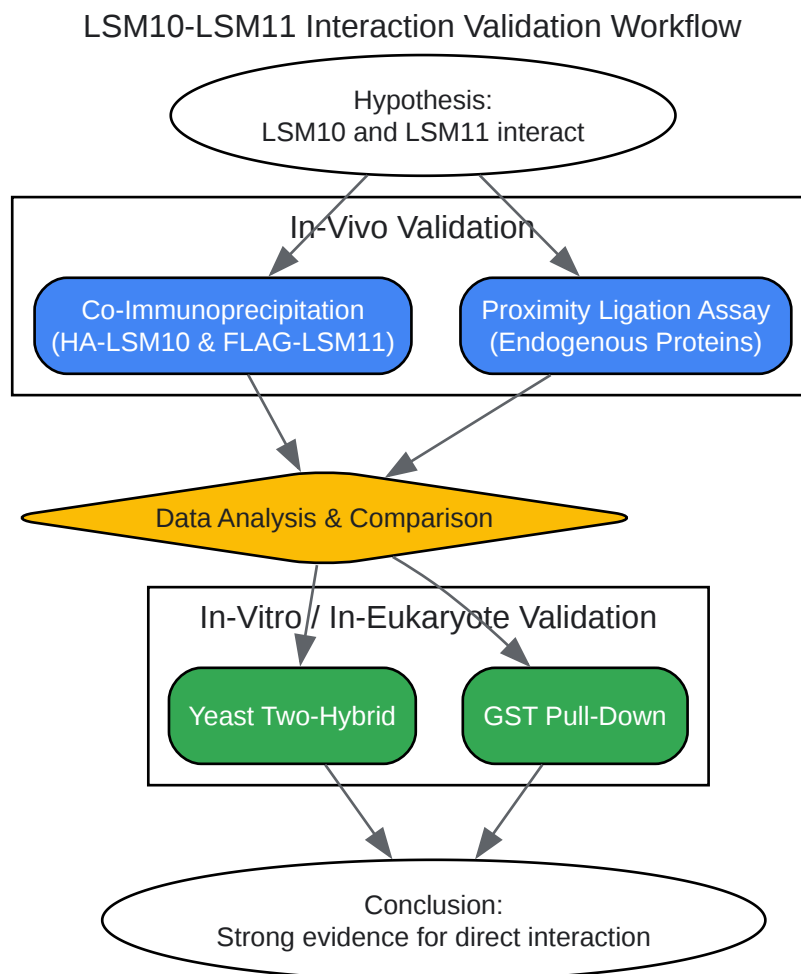 LSM10-LSM11 Interaction Validation Workflow
Hypothesis:
LSM10 and LSM11 interact
In-Vivo Validation
Co-Immunoprecipitation
(HA-LSM10 & FLAG-LSM11)
Proximity Ligation Assay
(Endogenous Proteins)
Data Analysis & Comparison
In-Vitro / In-Eukaryote Validation
Yeast Two-Hybrid
GST Pull-Down
Conclusion:
Strong evidence for direct interaction